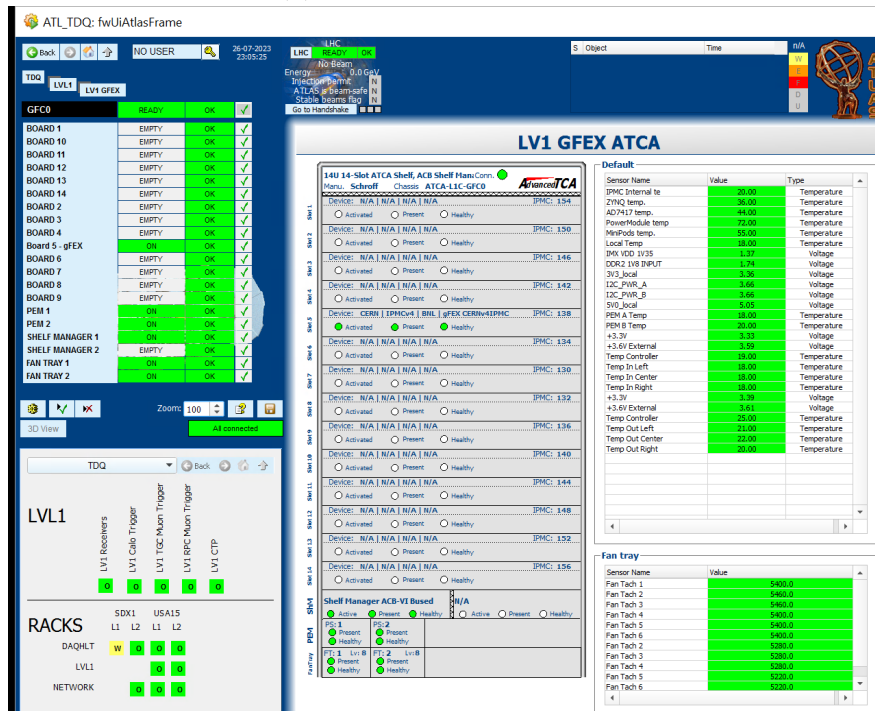 ATL_TDQ: fwUiAtlasFrame
Back
NO USER
26-07-2023
23:05:25
TDQ
LVL1
LV1 GFEX
LHC
LHC READY OK
No Beam
Energy 0.0 GeV
Injection permit N
ATLAS is beam-safe N
Stable beams flag N
Go to Handshake
S Object Time
n/A
W
E
F
D
U
GFC0 READY OK
BOARD 1 EMPTY OK
BOARD 10 EMPTY OK
BOARD 11 EMPTY OK
BOARD 12 EMPTY OK
BOARD 13 EMPTY OK
BOARD 14 EMPTY OK
BOARD 2 EMPTY OK
BOARD 3 EMPTY OK
BOARD 4 EMPTY OK
Board 5 - gFEX ON OK
BOARD 6 EMPTY OK
BOARD 7 EMPTY OK
BOARD 8 EMPTY OK
BOARD 9 EMPTY OK
PEM 1 ON OK
PEM 2 ON OK
SHELF MANAGER 1 ON OK
SHELF MANAGER 2 EMPTY OK
FAN TRAY 1 ON OK
FAN TRAY 2 ON OK
Zoom: 100
3D View
All connected
TDQ
Back
LVL1
LV1 Receivers
LV1 Calo Trigger
LV1 TGC Muon Trigger
LV1 RPC Muon Trigger
LV1 CTP
O O O O O
RACKS
SDX1 USA15
L1 L2 L1 L2
DAQHLT W O O O
LVL1 O O
NETWORK O O O
LV1 GFEX ATCA
14U 14-Slot ATCA Shelf, ACB Shelf Man: Conn.
Manu. Schroff Chassis ATCA-L1C-GFC0
AdvancedTCA
Slot 1
Device: N/A | N/A | N/A | N/A IPMC: 154
Activated Present Healthy
Slot 2
Device: N/A | N/A | N/A | N/A IPMC: 150
Activated Present Healthy
Slot 3
Device: N/A | N/A | N/A | N/A IPMC: 146
Activated Present Healthy
Slot 4
Device: N/A | N/A | N/A | N/A IPMC: 142
Activated Present Healthy
Slot 5
Device: CERN | IPMCv4 | BNL | gFEX CERNv4IPMC IPMC: 138
Activated Present Healthy
Slot 6
Device: N/A | N/A | N/A | N/A IPMC: 134
Activated Present Healthy
Slot 7
Device: N/A | N/A | N/A | N/A IPMC: 130
Activated Present Healthy
Slot 8
Device: N/A | N/A | N/A | N/A IPMC: 132
Activated Present Healthy
Slot 9
Device: N/A | N/A | N/A | N/A IPMC: 136
Activated Present Healthy
Slot 10
Device: N/A | N/A | N/A | N/A IPMC: 140
Activated Present Healthy
Slot 11
Device: N/A | N/A | N/A | N/A IPMC: 144
Activated Present Healthy
Slot 12
Device: N/A | N/A | N/A | N/A IPMC: 148
Activated Present Healthy
Slot 13
Device: N/A | N/A | N/A | N/A IPMC: 152
Activated Present Healthy
Slot 14
Device: N/A | N/A | N/A | N/A IPMC: 156
Activated Present Healthy
ShM
Shelf Manager ACB-VI Bused N/A
Active Present Healthy Active Present Healthy
PEM
PS: 1 PS:2
Present Present
Healthy Healthy
FanTray
FT: 1 Lv: 8 FT: 2 Lv:8
Present Present
Healthy Healthy
Default
Sensor Name Value Type
IPMC Internal te 20.00 Temperature
ZYNQ temp. 36.00 Temperature
AD7417 temp. 44.00 Temperature
PowerModule temp 72.00 Temperature
MiniPods temp. 55.00 Temperature
Local Temp 18.00 Temperature
IMX VDD 1V35 1.37 Voltage
DDR2 1V8 INPUT 1.74 Voltage
3V3_local 3.36 Voltage
I2C_PWR_A 3.66 Voltage
I2C_PWR_B 3.66 Voltage
5V0_local 5.05 Voltage
PEM A Temp 18.00 Temperature
PEM B Temp 20.00 Temperature
+3.3V 3.33 Voltage
+3.6V External 3.59 Voltage
Temp Controller 19.00 Temperature
Temp In Left 18.00 Temperature
Temp In Center 18.00 Temperature
Temp In Right 18.00 Temperature
+3.3V 3.39 Voltage
+3.6V External 3.61 Voltage
Temp Controller 25.00 Temperature
Temp Out Left 21.00 Temperature
Temp Out Center 22.00 Temperature
Temp Out Right 20.00 Temperature
Fan tray
Sensor Name Value
Fan Tach 1 5400.0
Fan Tach 2 5460.0
Fan Tach 3 5460.0
Fan Tach 4 5400.0
Fan Tach 5 5400.0
Fan Tach 6 5400.0
Fan Tach 2 5280.0
Fan Tach 3 5280.0
Fan Tach 4 5280.0
Fan Tach 5 5220.0
Fan Tach 6 5220.0